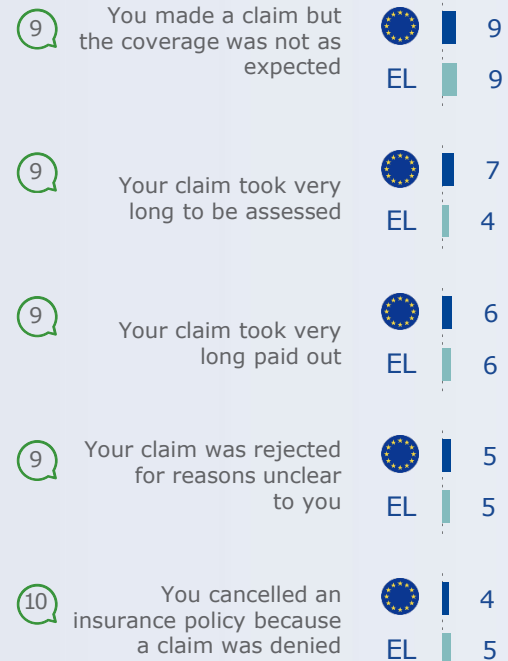 9
You made a claim but
the coverage was not as
expected
9
EL 9
9
Your claim took very
long to be assessed
7
EL 4
9
Your claim took very
long paid out
6
EL 6
9
Your claim was rejected
for reasons unclear
to you
5
EL 5
10
You cancelled an
insurance policy because
a claim was denied
4
EL 5